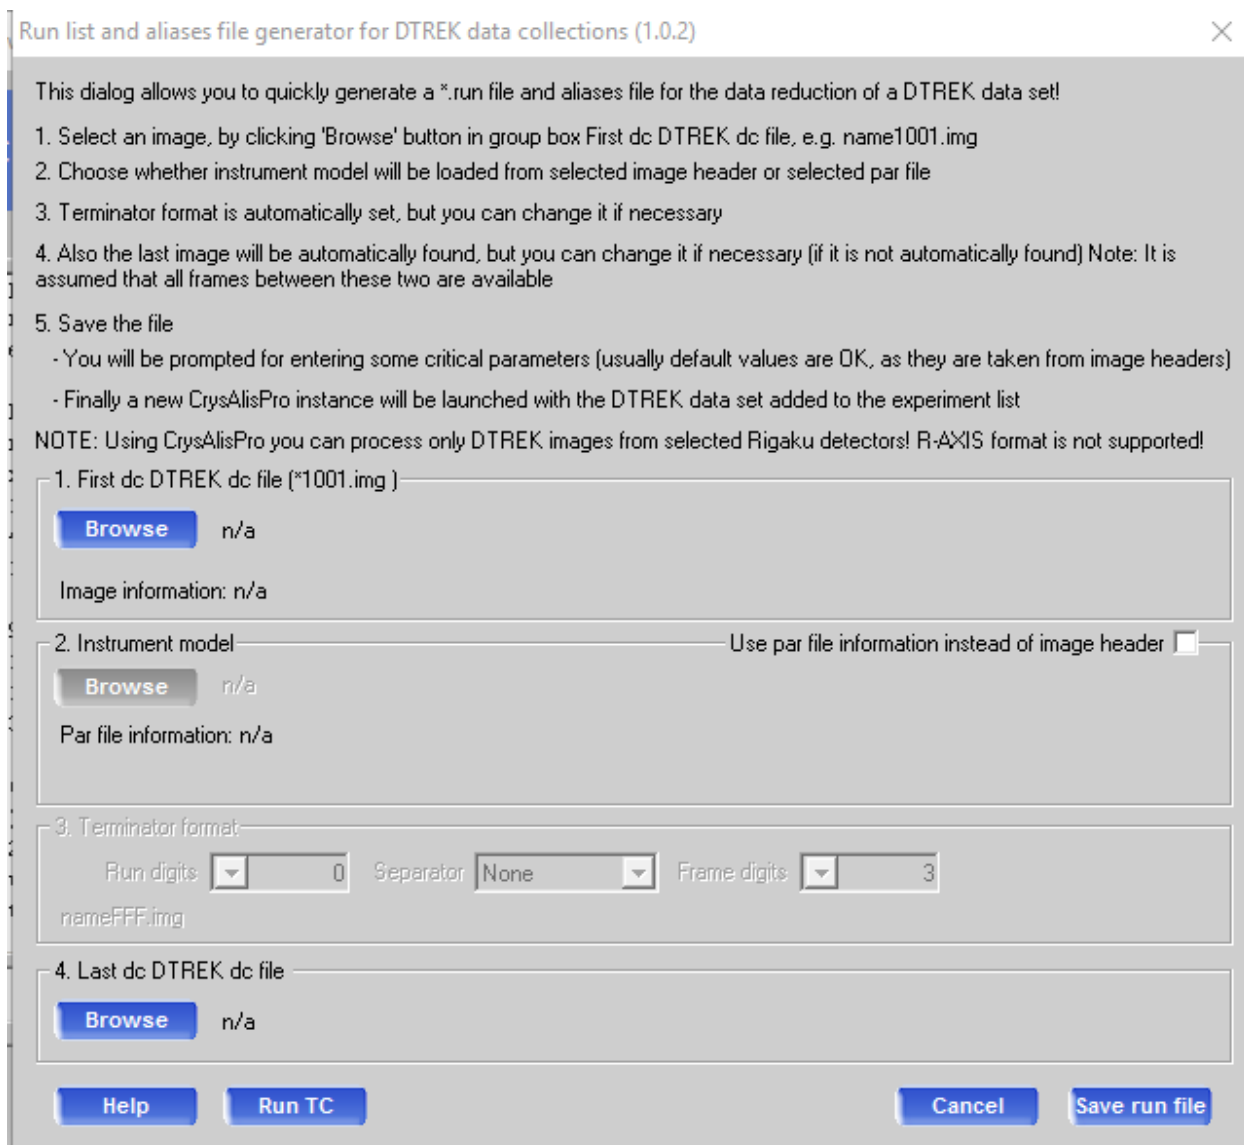 Run list and aliases file generator for DTREK data collections (1.0.2)
This dialog allows you to quickly generate a *.run file and aliases file for the data reduction of a DTREK data set!
1. Select an image, by clicking 'Browse' button in group box First dc DTREK dc file, e.g. name1001.img
2. Choose whether instrument model will be loaded from selected image header or selected par file
3. Terminator format is automatically set, but you can change it if necessary
4. Also the last image will be automatically found, but you can change it if necessary (if it is not automatically found) Note: It is
assumed that all frames between these two are available
5. Save the file
- You will be prompted for entering some critical parameters (usually default values are OK, as they are taken from image headers)
- Finally a new CrysAlisPro instance will be launched with the DTREK data set added to the experiment list
NOTE: Using CrysAlisPro you can process only DTREK images from selected Rigaku detectors! R-AXIS format is not supported!
1. First dc DTREK dc file (*1001.img )
Browse n/a
Image information: n/a
2. Instrument model Use par file information instead of image header
Browse n/a
Par file information: n/a
3. Terminator format
Run digits 0 Separator None Frame digits 3
nameFFF.img
4. Last dc DTREK dc file
Browse n/a
Help Run TC Cancel Save run file